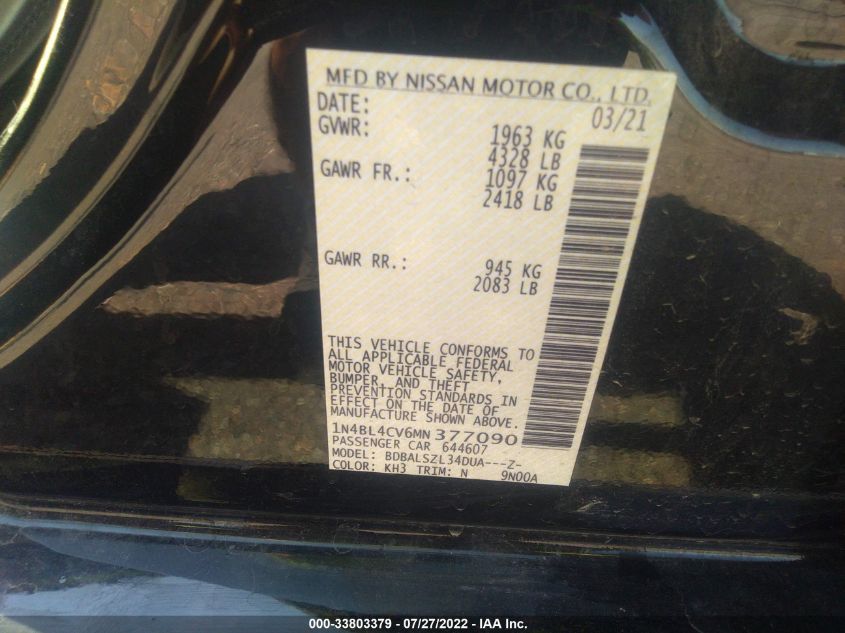 MFD BY NISSAN MOTOR CO., LTD.
DATE: 03/21
GVWR: 1963 KG
4328 LB
GAWR FR.: 1097 KG
2418 LB
GAWR RR.: 945 KG
2083 LB
THIS VEHICLE CONFORMS TO
ALL APPLICABLE FEDERAL
MOTOR VEHICLE SAFETY,
BUMPER, AND THEFT
PREVENTION STANDARDS IN
EFFECT ON THE DATE OF
MANUFACTURE SHOWN ABOVE.
1N4BL4CV6MN377090
PASSENGER CAR 644607
MODEL: BDBALSZL34DUA---Z-
COLOR: KH3 TRIM: N 9N00A
000-33803379 - 07/27/2022 - IAA Inc.